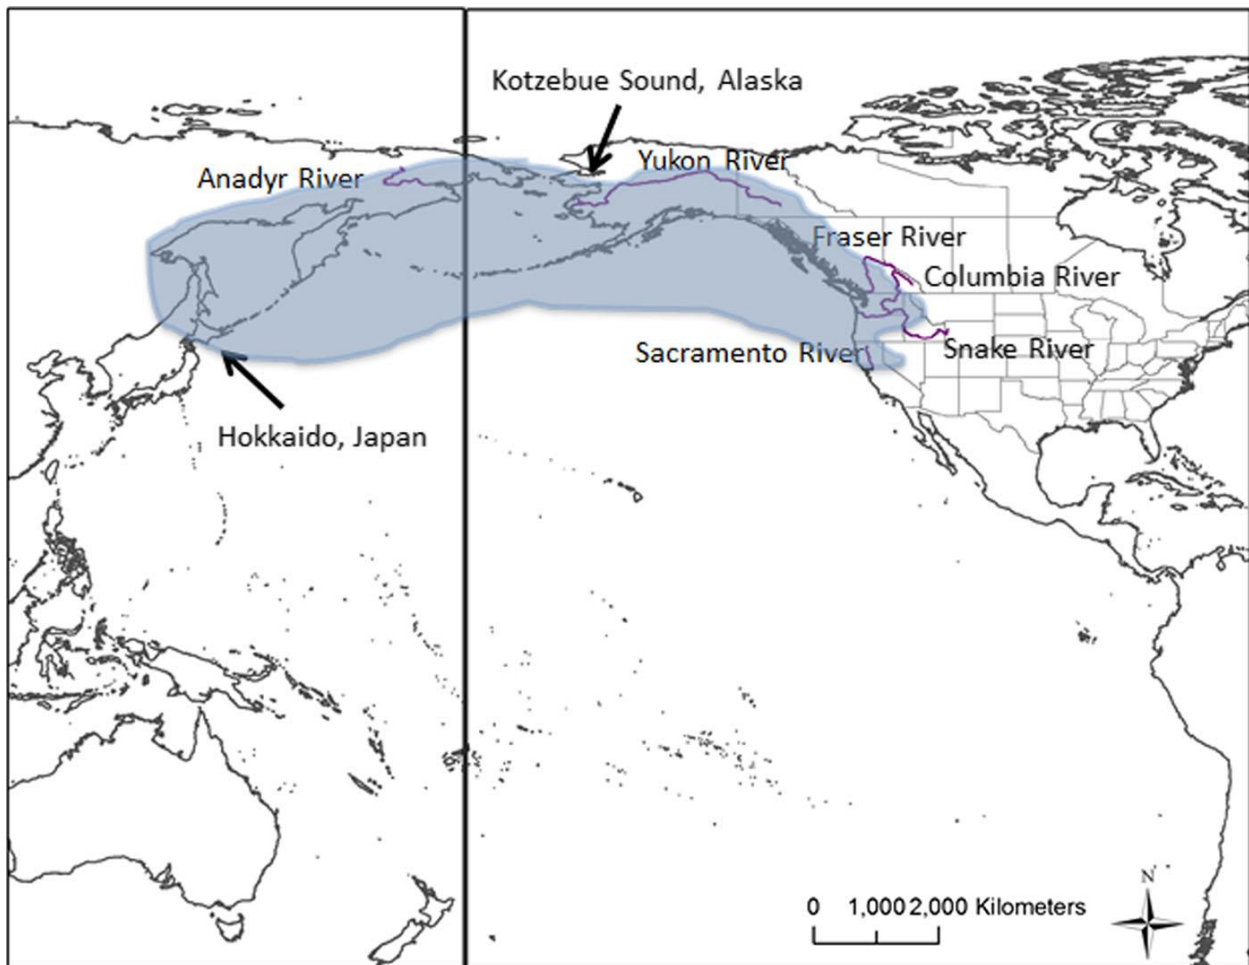 Kotzebue Sound, Alaska
Yukon River
Anadyr River
Fraser River
Columbia River
Sacramento River
Snake River
Hokkaido, Japan
N
0 1,000 2,000 Kilometers